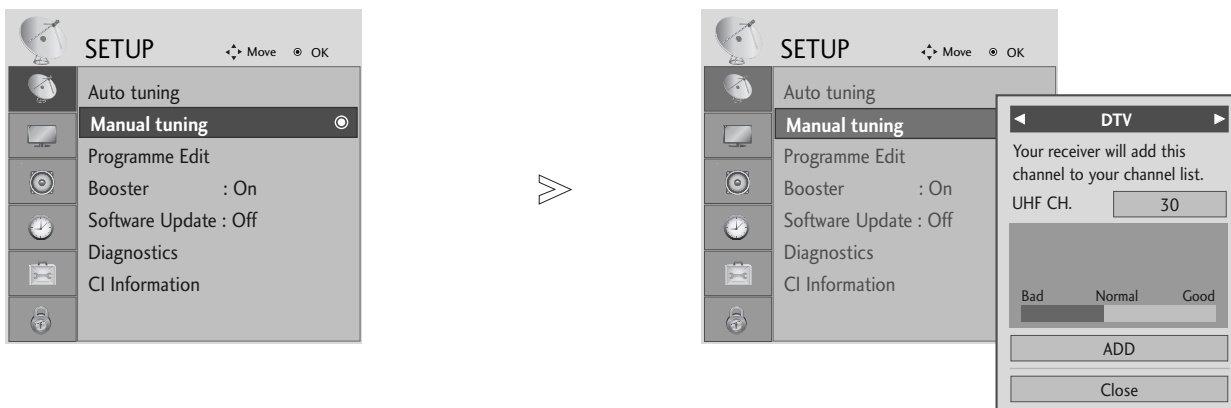 SETUP
Move OK
Auto tuning
Manual tuning
Programme Edit
Booster : On
Software Update : Off
Diagnostics
CI Information
SETUP
Move OK
Auto tuning
Manual tuning
Programme Edit
Booster : On
Software Update : Off
Diagnostics
CI Information
DTV
Your receiver will add this
channel to your channel list.
UHF CH. 30
Bad Normal Good
ADD
Close